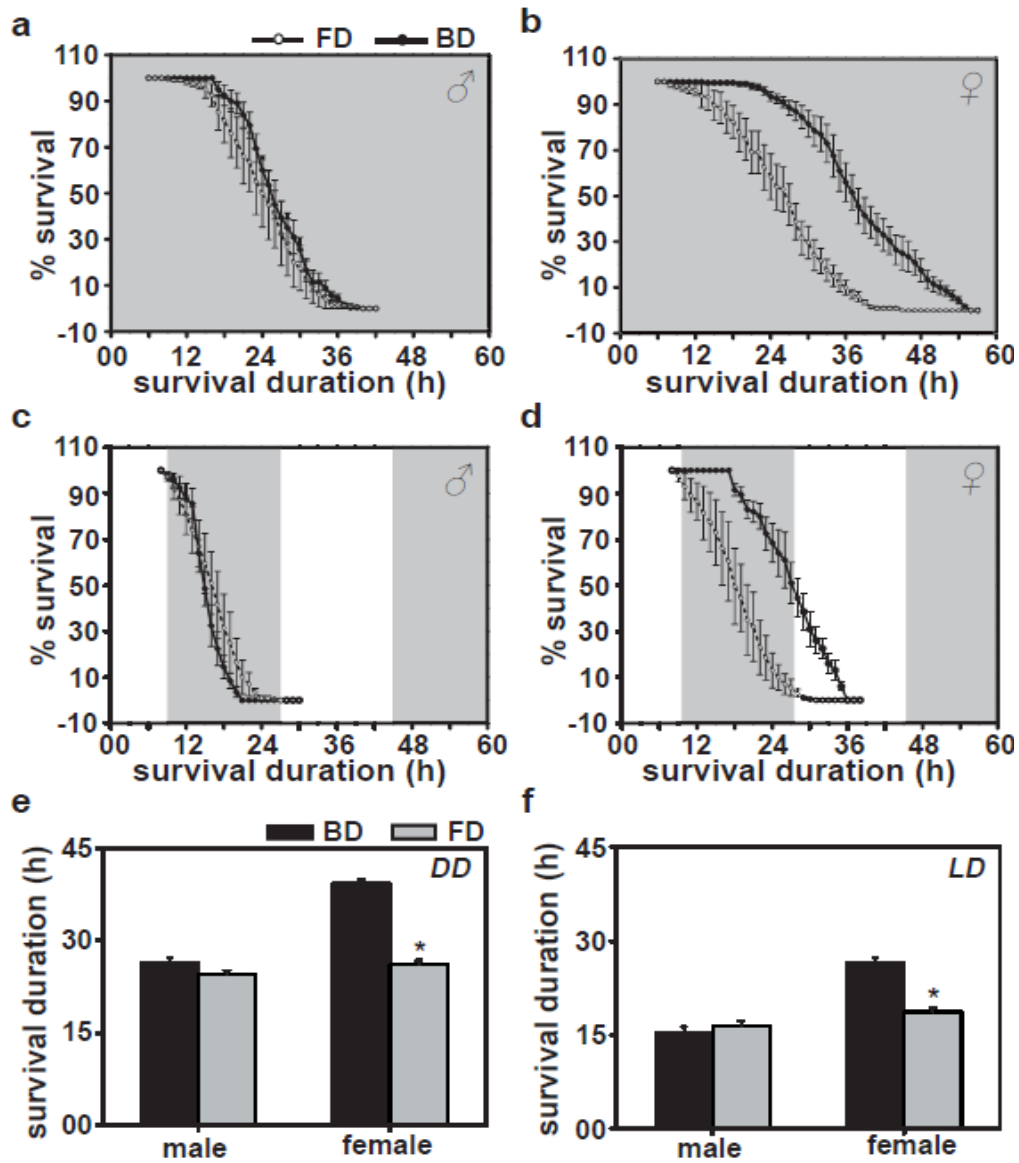 a
FD BD
b
110
90
70
50
30
10
-10
% survival
♂
00 12 24 36 48 60
survival duration (h)
110
90
70
50
30
10
-10
% survival
♀
00 12 24 36 48 60
survival duration (h)
c
110
90
70
50
30
10
-10
% survival
♂
00 12 24 36 48 60
survival duration (h)
d
110
90
70
50
30
10
-10
% survival
♀
00 12 24 36 48 60
survival duration (h)
e
BD FD
45
30
15
00
survival duration (h)
DD
*
male female
f
45
30
15
00
survival duration (h)
LD
*
male female